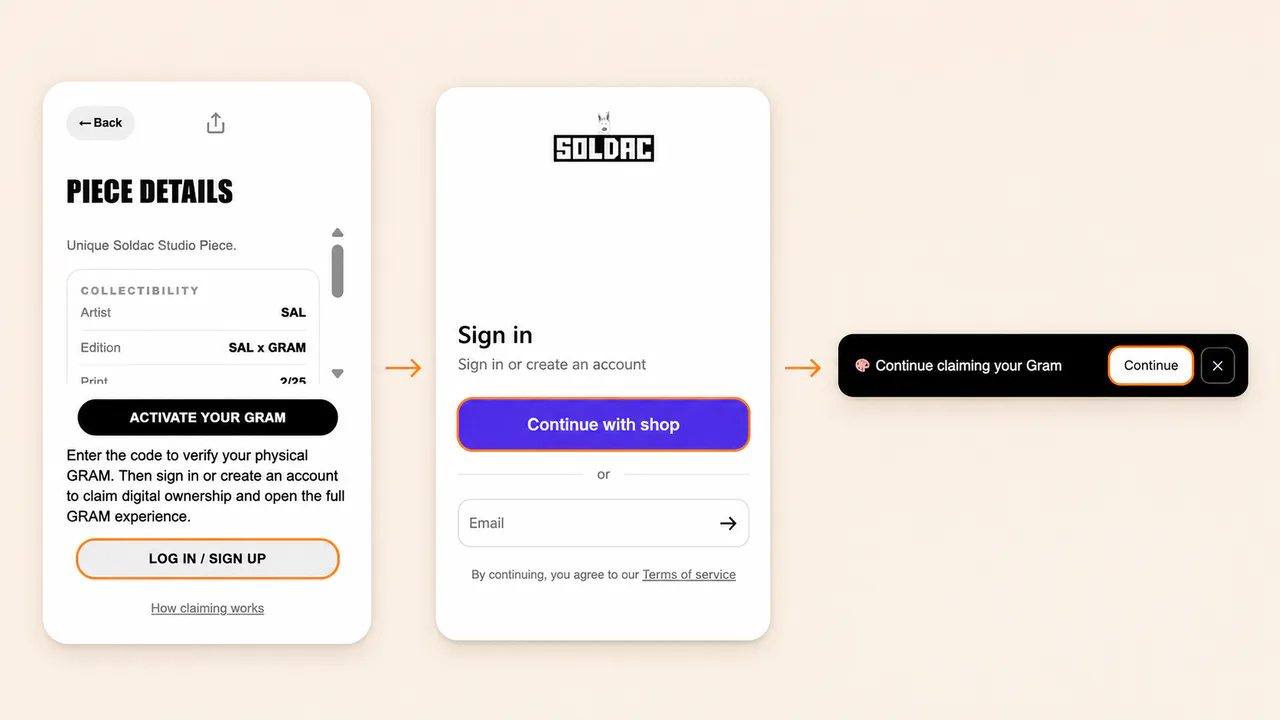 ←Back
PIECE DETAILS
Unique Soldac Studio Piece.
COLLECTIBILITY
Artist SAL
Edition SAL x GRAM
Print 2/25
ACTIVATE YOUR GRAM
Enter the code to verify your physical
GRAM. Then sign in or create an account
to claim digital ownership and open the full
GRAM experience.
LOG IN / SIGN UP
How claiming works
SOLDAC
Sign in
Sign in or create an account
Continue with shop
or
Email
By continuing, you agree to our Terms of service
Continue claiming your Gram
Continue